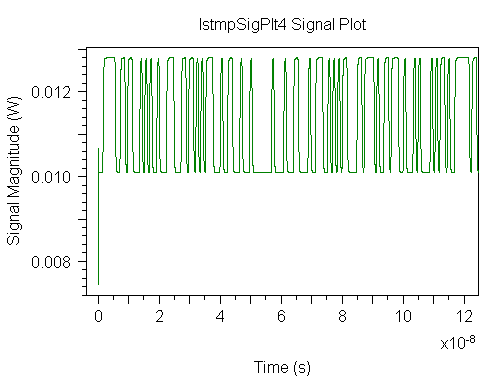 lstmpSigPlt4 Signal Plot
Signal Magnitude (W)
0.012
0.010
0.008
0 2 4 6 8 10 12
x10-8
Time (s)